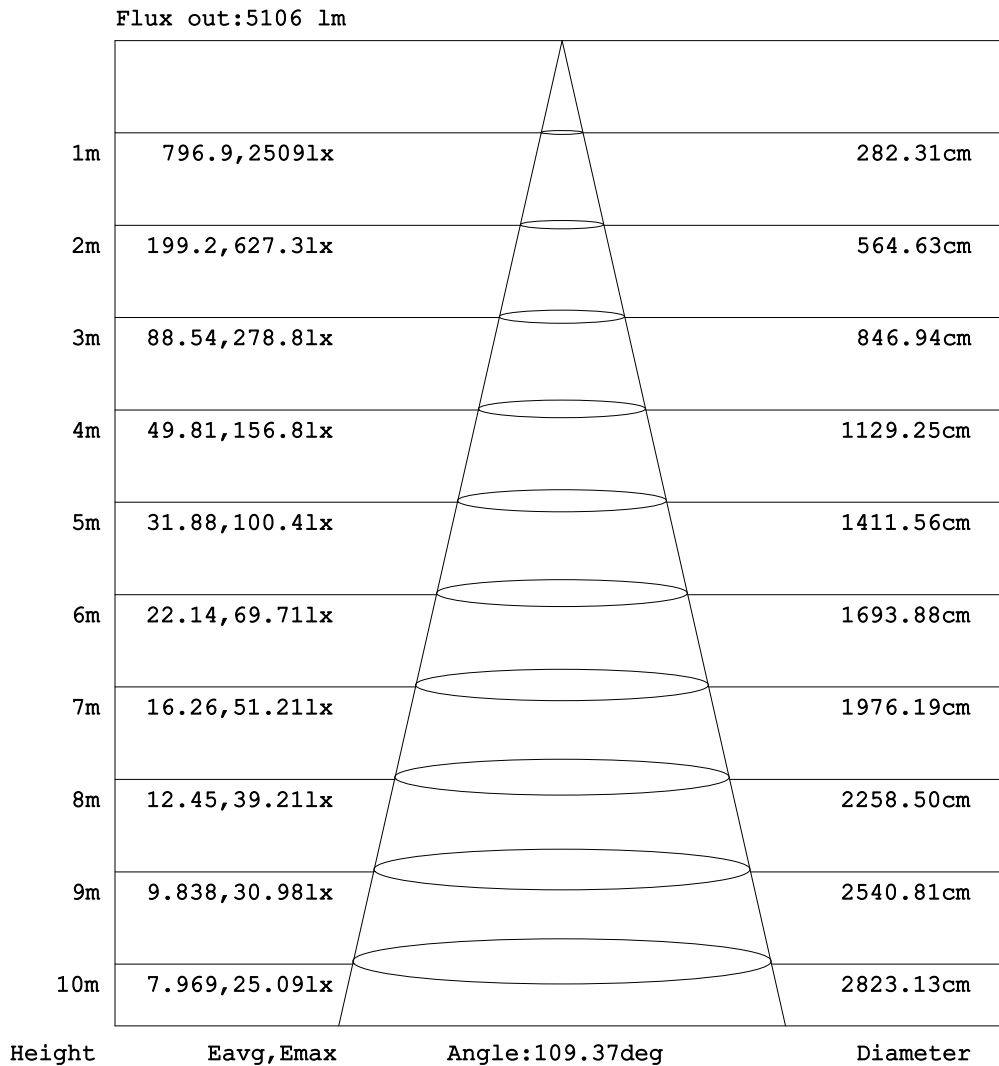 Flux out:5106 lm
1m 796.9,2509lx 282.31cm
2m 199.2,627.3lx 564.63cm
3m 88.54,278.8lx 846.94cm
4m 49.81,156.8lx 1129.25cm
5m 31.88,100.4lx 1411.56cm
6m 22.14,69.71lx 1693.88cm
7m 16.26,51.21lx 1976.19cm
8m 12.45,39.21lx 2258.50cm
9m 9.838,30.98lx 2540.81cm
10m 7.969,25.09lx 2823.13cm
Height Eavg,Emax Angle:109.37deg Diameter